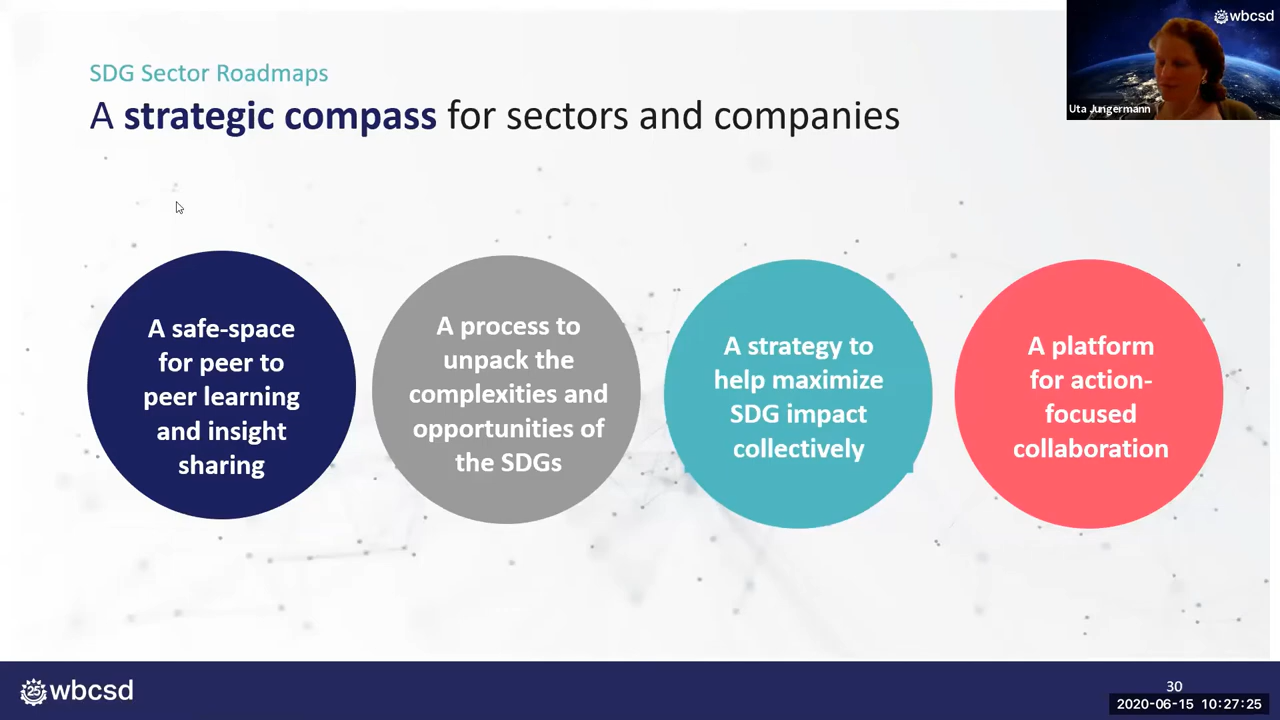 SDG Sector Roadmaps
A strategic compass for sectors and companies
25 wbcsd
Uta Jungermann
A safe-space
for peer to
peer learning
and insight
sharing
A process to
unpack the
complexities and
opportunities of
the SDGs
A strategy to
help maximize
SDG impact
collectively
A platform
for action-
focused
collaboration
25 wbcsd
30
2020-06-15 10:27:25